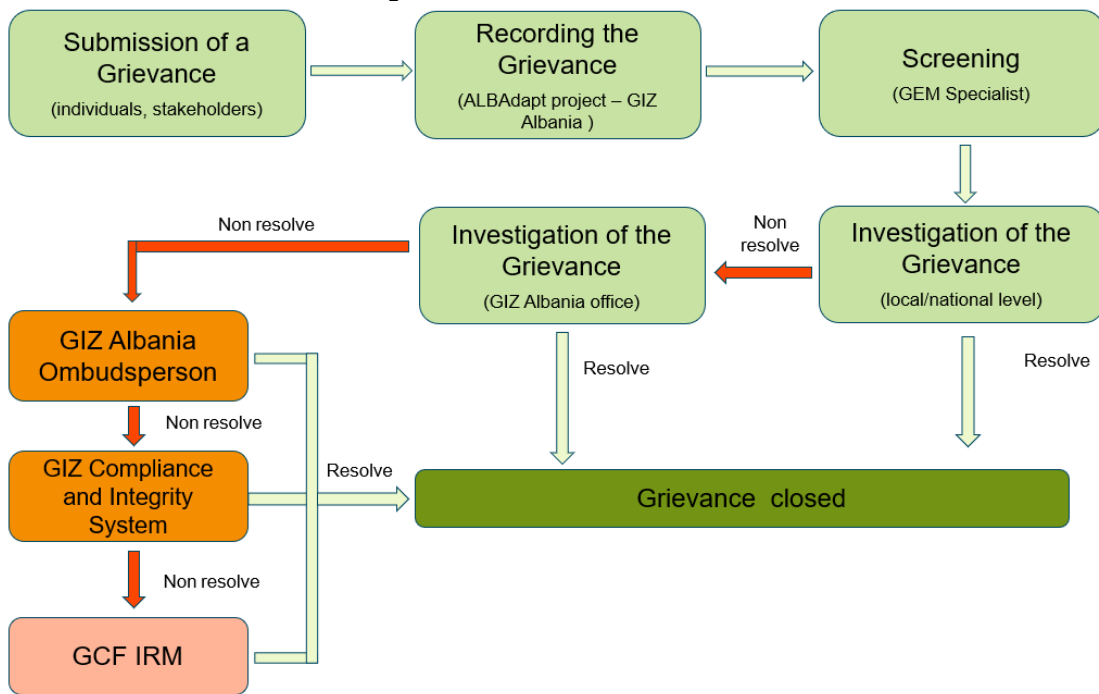 Submission of a
Grievance
(individuals, stakeholders)
Recording the
Grievance
(ALBAdapt project – GIZ
Albania )
Screening
(GEM Specialist)
Non resolve
Investigation of the
Grievance
(GIZ Albania office)
Non
resolve
Investigation of the
Grievance
(local/national level)
GIZ Albania
Ombudsperson
Resolve
Resolve
Non resolve
GIZ Compliance
and Integrity
System
Resolve
Grievance closed
Non resolve
GCF IRM